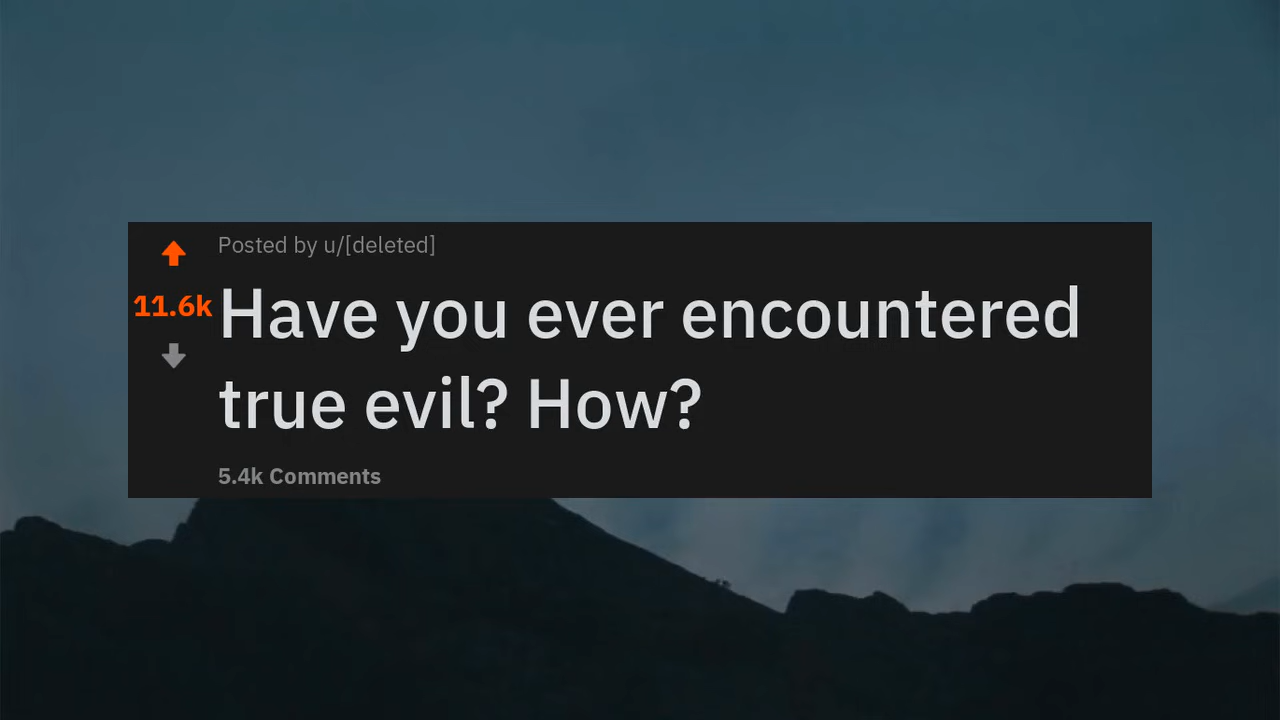 Posted by u/[deleted]
11.6k
Have you ever encountered
true evil? How?
5.4k Comments